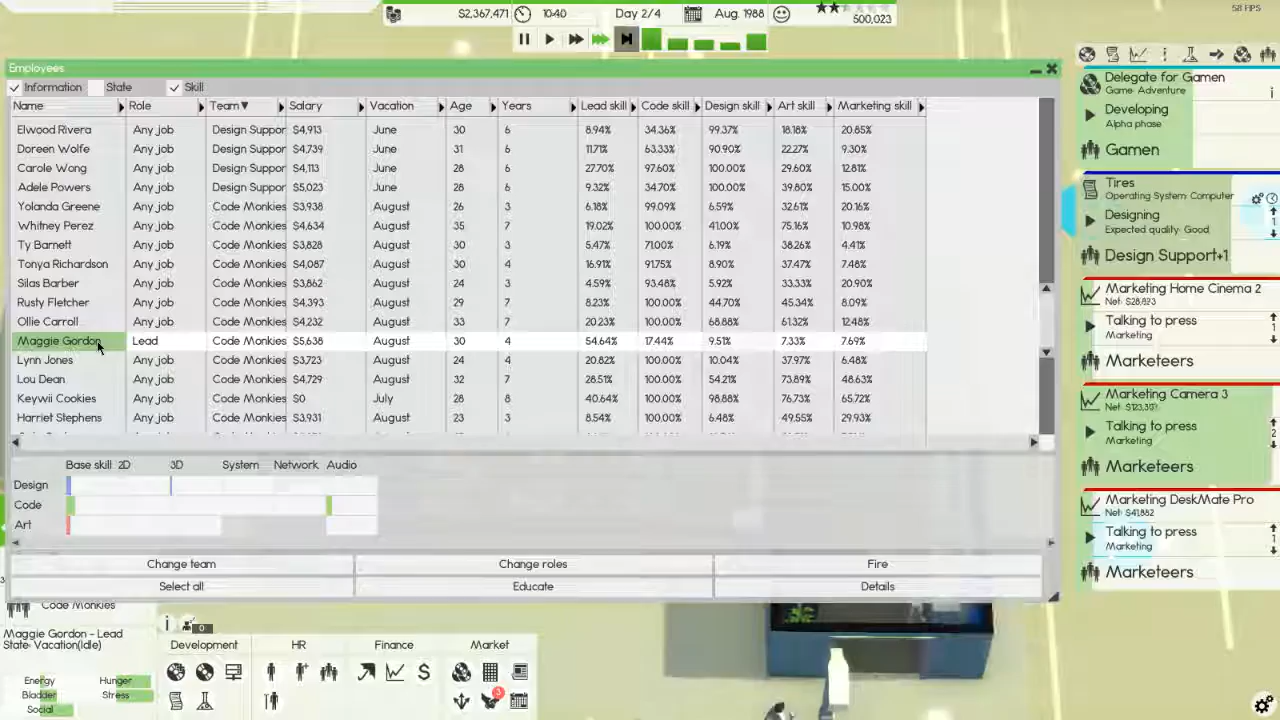 $2,367,471 10:40 Day 2/4 Aug. 1988 500,023
58 FPS
Employees
Information State Skill
Name Role Team▼ Salary Vacation Age Years Lead skill Code skill Design skill Art skill Marketing skill
Elwood Rivera Any job Design Suppor $4,913 June 30 6 8.94% 34.36% 99.37% 18.18% 20.85%
Doreen Wolfe Any job Design Suppor $4,739 June 31 6 11.71% 63.33% 90.90% 22.27% 9.30%
Carole Wong Any job Design Suppor $4,113 June 28 6 27.70% 97.60% 100.00% 29.60% 12.81%
Adele Powers Any job Design Suppor $5,023 June 28 6 9.32% 34.70% 100.00% 39.80% 15.00%
Yolanda Greene Any job Code Monkies $3,938 August 26 3 6.18% 99.09% 6.59% 32.61% 20.16%
Whitney Perez Any job Code Monkies $4,634 August 35 7 19.02% 100.00% 41.00% 75.16% 10.98%
Ty Barnett Any job Code Monkies $3,828 August 30 3 5.47% 71.00% 6.19% 38.26% 4.41%
Tonya Richardson Any job Code Monkies $4,087 August 30 4 16.91% 91.75% 8.90% 37.47% 7.48%
Silas Barber Any job Code Monkies $3,862 August 24 3 4.59% 93.48% 5.92% 33.33% 20.90%
Rusty Fletcher Any job Code Monkies $4,393 August 29 7 8.23% 100.00% 44.70% 45.34% 8.09%
Ollie Carroll Any job Code Monkies $4,232 August 33 7 20.23% 100.00% 68.88% 61.32% 12.48%
Maggie Gordon Lead Code Monkies $5,638 August 30 4 54.64% 17.44% 9.51% 7.33% 7.69%
Lynn Jones Any job Code Monkies $3,723 August 24 4 20.82% 100.00% 10.04% 37.97% 6.48%
Lou Dean Any job Code Monkies $4,729 August 32 7 28.51% 100.00% 54.21% 73.89% 48.63%
Keywii Cookies Any job Code Monkies $0 July 28 8 40.64% 100.00% 98.88% 76.73% 65.72%
Harriet Stephens Any job Code Monkies $3,931 August 23 3 8.54% 100.00% 6.48% 49.55% 29.93%
Base skill 2D 3D System Network Audio
Design
Code
Art
Change team Change roles Fire
Select all Educate Details
Delegate for Gamen
Game: Adventure
Developing
Alpha phase
Gamen
Tires
Operating System: Computer
Designing
Expected quality: Good
1
Design Support+1
Marketing Home Cinema 2
Net: $28,893
Talking to press
Marketing
1
Marketeers
Marketing Camera 3
Talking to press
Marketing
2
Marketeers
Marketing DeskMate Pro
Net: $41,882
Talking to press
Marketing
1
Marketeers
Code Monkies
Maggie Gordon - Lead
State: Vacation(Idle)
Energy Hunger
Bladder Stress
Social
0
Development HR Finance Market
3